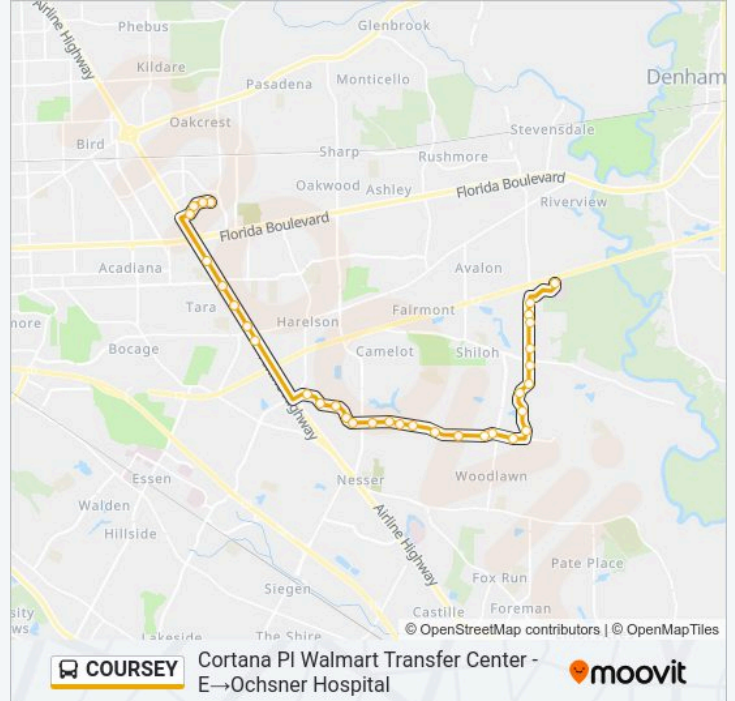 Airline Highway
Phebus
Glenbrook
Kildare
Pasadena
Monticello
Denham
Oakcrest
Stevensdale
Bird
Sharp
Rushmore
Oakwood
Ashley
Florida Boulevard
Riverview
Florida Boulevard
Acadiana
Avalon
Tara
Fairmont
more
Harelson
Bocage
Camelot
Shiloh
Highway
Essen
Nesser
Woodlawn
Walden
Airline Highway
Hillside
Pate Place
Fox Run
Siegen
Castille
Foreman
sity
ws
Lakeside
The Shire
© OpenStreetMap contributors | © OpenMapTiles
COURSEY
Cortana Pl Walmart Transfer Center -
E→Ochsner Hospital
moovit